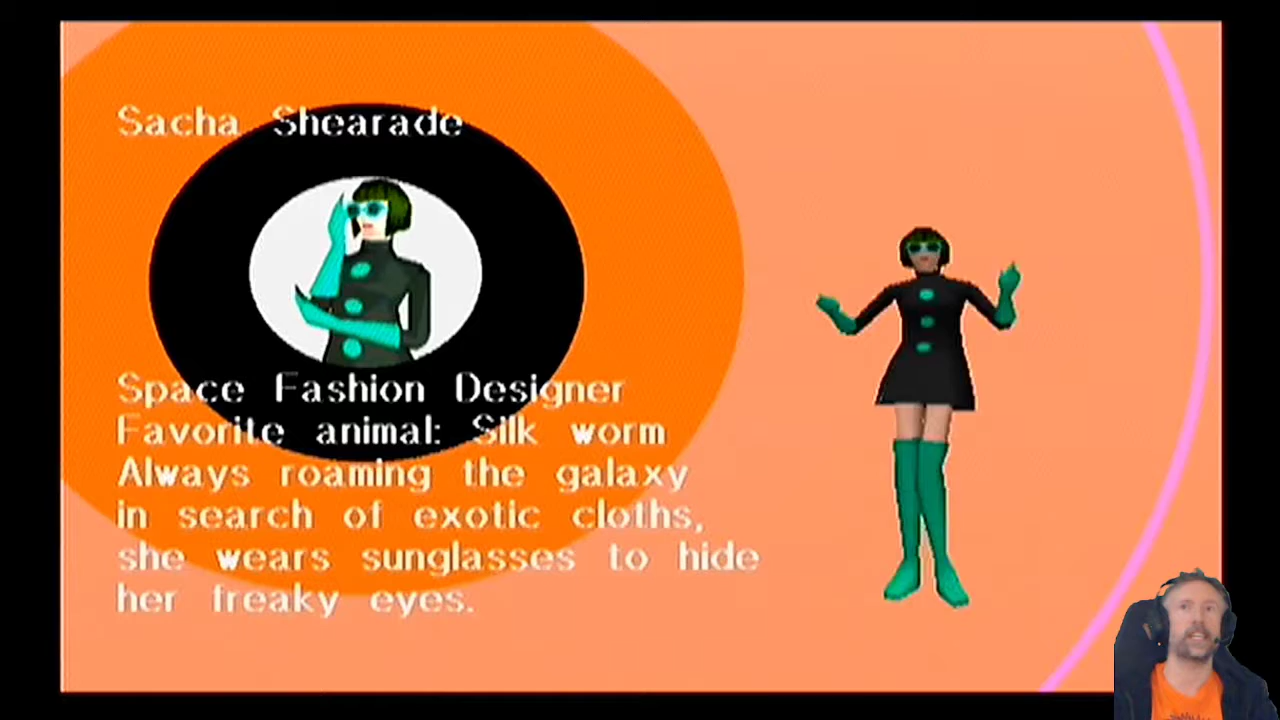 Sacha Shearade
Space Fashion Designer
Favorite animal: Silk worm
Always roaming the galaxy
in search of exotic cloths,
she wears sunglasses to hide
her freaky eyes.